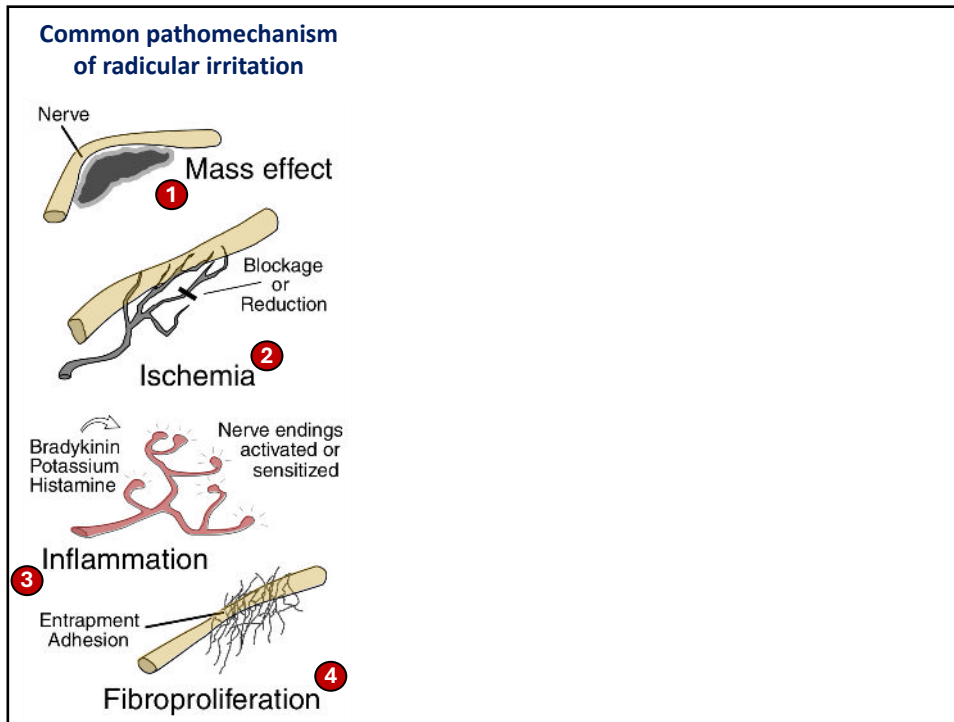 Common pathomechanism
of radicular irritation
Nerve
Mass effect
1
Blockage
or
Reduction
2
Ischemia
Bradykinin
Potassium
Histamine
Nerve endings
activated or
sensitized
Inflammation
3
Entrapment
Adhesion
4
Fibroproliferation